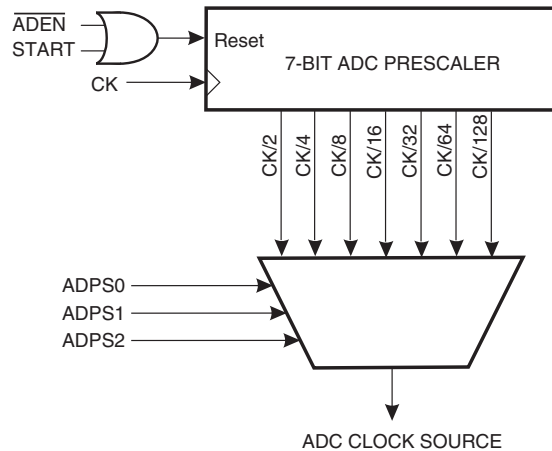 ADEN
START
Reset
7-BIT ADC PRESCALER
CK
CK/2
CK/4
CK/8
CK/16
CK/32
CK/64
CK/128
ADPS0
ADPS1
ADPS2
ADC CLOCK SOURCE